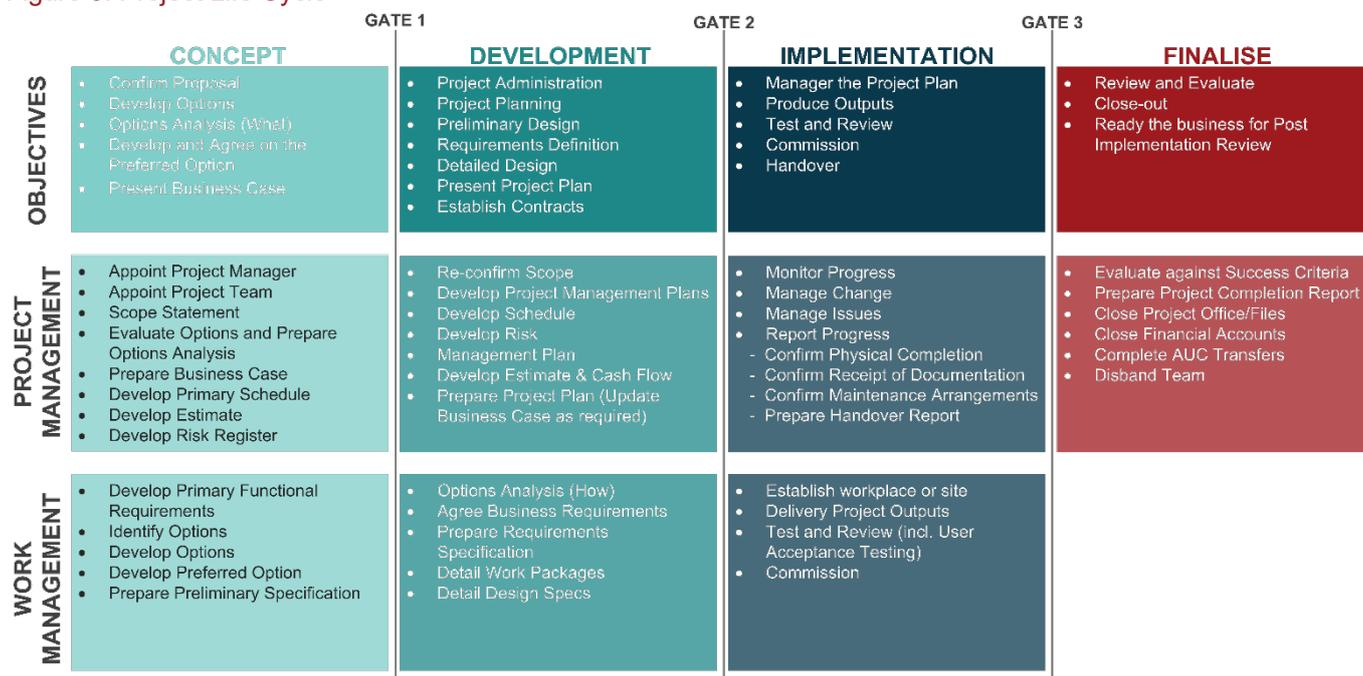 GATE 1
GATE 2
GATE 3
CONCEPT
DEVELOPMENT
IMPLEMENTATION
FINALISE
OBJECTIVES
• Confirm Proposal
• Develop Options
• Options Analysis (What)
• Develop and Agree on the
Preferred Option
• Present Business Case
• Project Administration
• Project Planning
• Preliminary Design
• Requirements Definition
• Detailed Design
• Present Project Plan
• Establish Contracts
• Manager the Project Plan
• Produce Outputs
• Test and Review
• Commission
• Handover
• Review and Evaluate
• Close-out
• Ready the business for Post
Implementation Review
PROJECT
MANAGEMENT
• Appoint Project Manager
• Appoint Project Team
• Scope Statement
• Evaluate Options and Prepare
Options Analysis
• Prepare Business Case
• Develop Primary Schedule
• Develop Estimate
• Develop Risk Register
• Re-confirm Scope
• Develop Project Management Plans
• Develop Schedule
• Develop Risk
• Management Plan
• Develop Estimate & Cash Flow
• Prepare Project Plan (Update
Business Case as required)
• Monitor Progress
• Manage Change
• Manage Issues
• Report Progress
- Confirm Physical Completion
- Confirm Receipt of Documentation
- Confirm Maintenance Arrangements
- Prepare Handover Report
• Evaluate against Success Criteria
• Prepare Project Completion Report
• Close Project Office/Files
• Close Financial Accounts
• Complete AUC Transfers
• Disband Team
WORK
MANAGEMENT
• Develop Primary Functional
Requirements
• Identify Options
• Develop Options
• Develop Preferred Option
• Prepare Preliminary Specification
• Options Analysis (How)
• Agree Business Requirements
• Prepare Requirements
Specification
• Detail Work Packages
• Detail Design Specs
• Establish workplace or site
• Delivery Project Outputs
• Test and Review (incl. User
Acceptance Testing)
• Commission